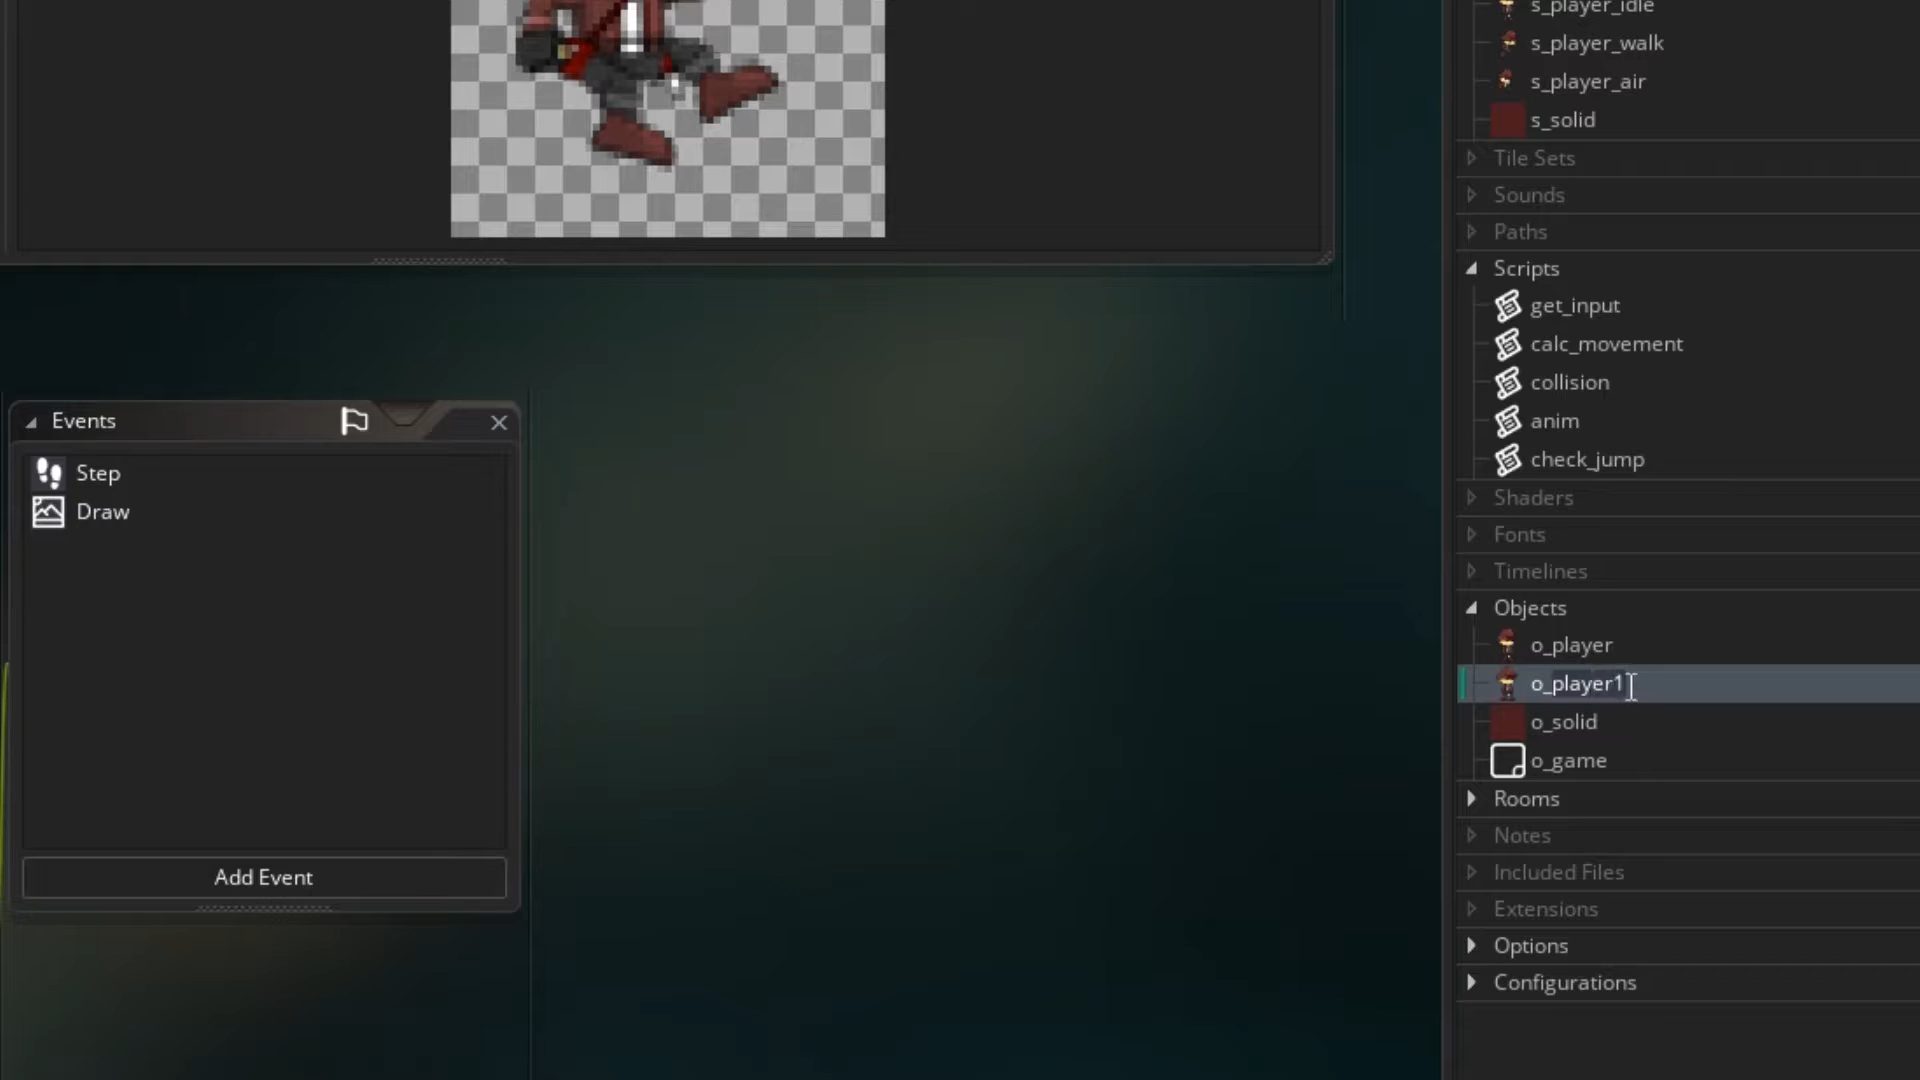 s_player_idle
s_player_walk
s_player_air
s_solid
Tile Sets
Sounds
Paths
Scripts
get_input
calc_movement
collision
anim
check_jump
Shaders
Fonts
Timelines
Objects
o_player
o_player1
o_solid
o_game
Rooms
Notes
Included Files
Extensions
Options
Configurations
Events
Step
Draw
Add Event